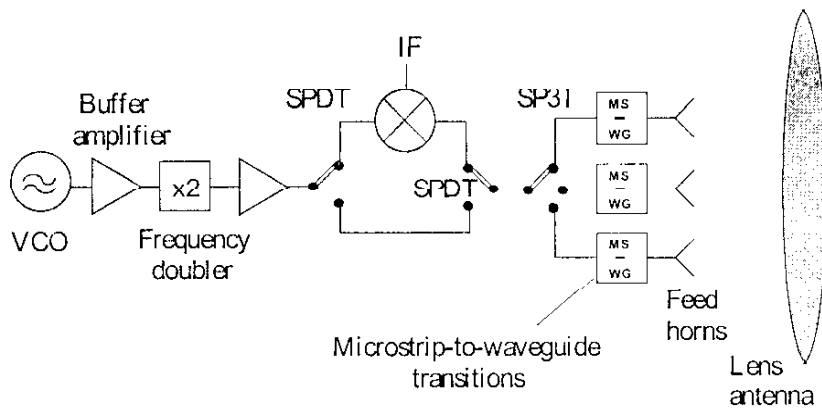 IF
SPDT
SP3T
Buffer
amplifier
MS
WG
x2
SPDT
MS
WG
VCO
Frequency
doubler
MS
WG
Feed
horns
Microstrip-to-waveguide
transitions
Lens
antenna